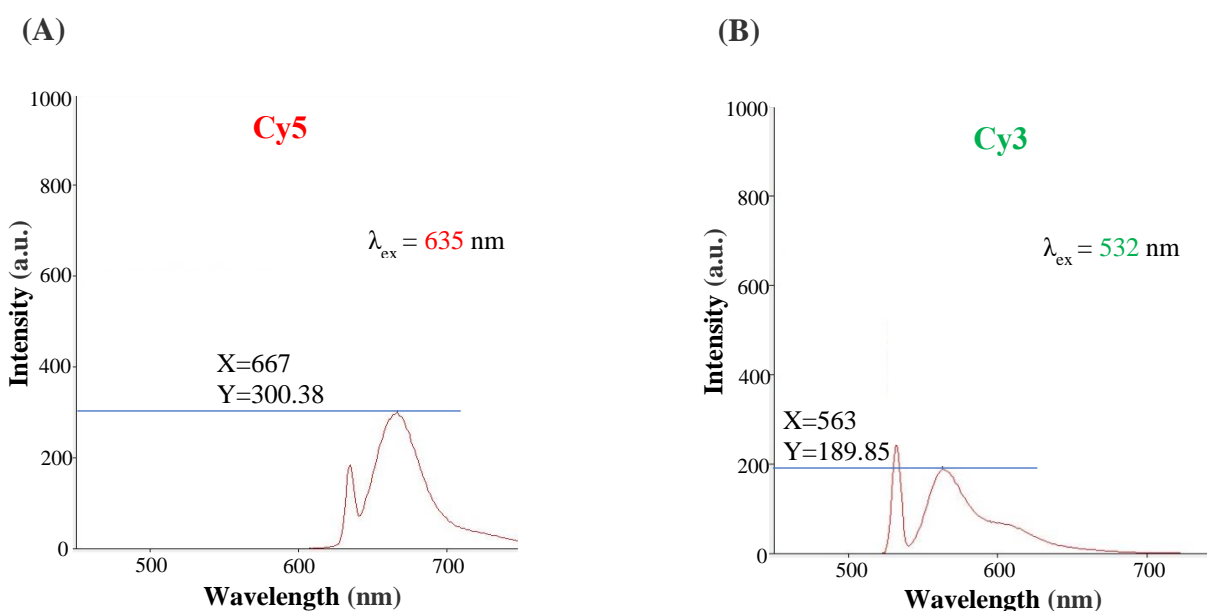 (A)
Cy5
λex = 635 nm
X=667
Y=300.38
Intensity (a.u.)
1000
800
600
400
200
0
500
600
700
Wavelength (nm)
(B)
Cy3
λex = 532 nm
X=563
Y=189.85
Intensity (a.u.)
1000
800
600
400
200
0
500
600
700
Wavelength (nm)